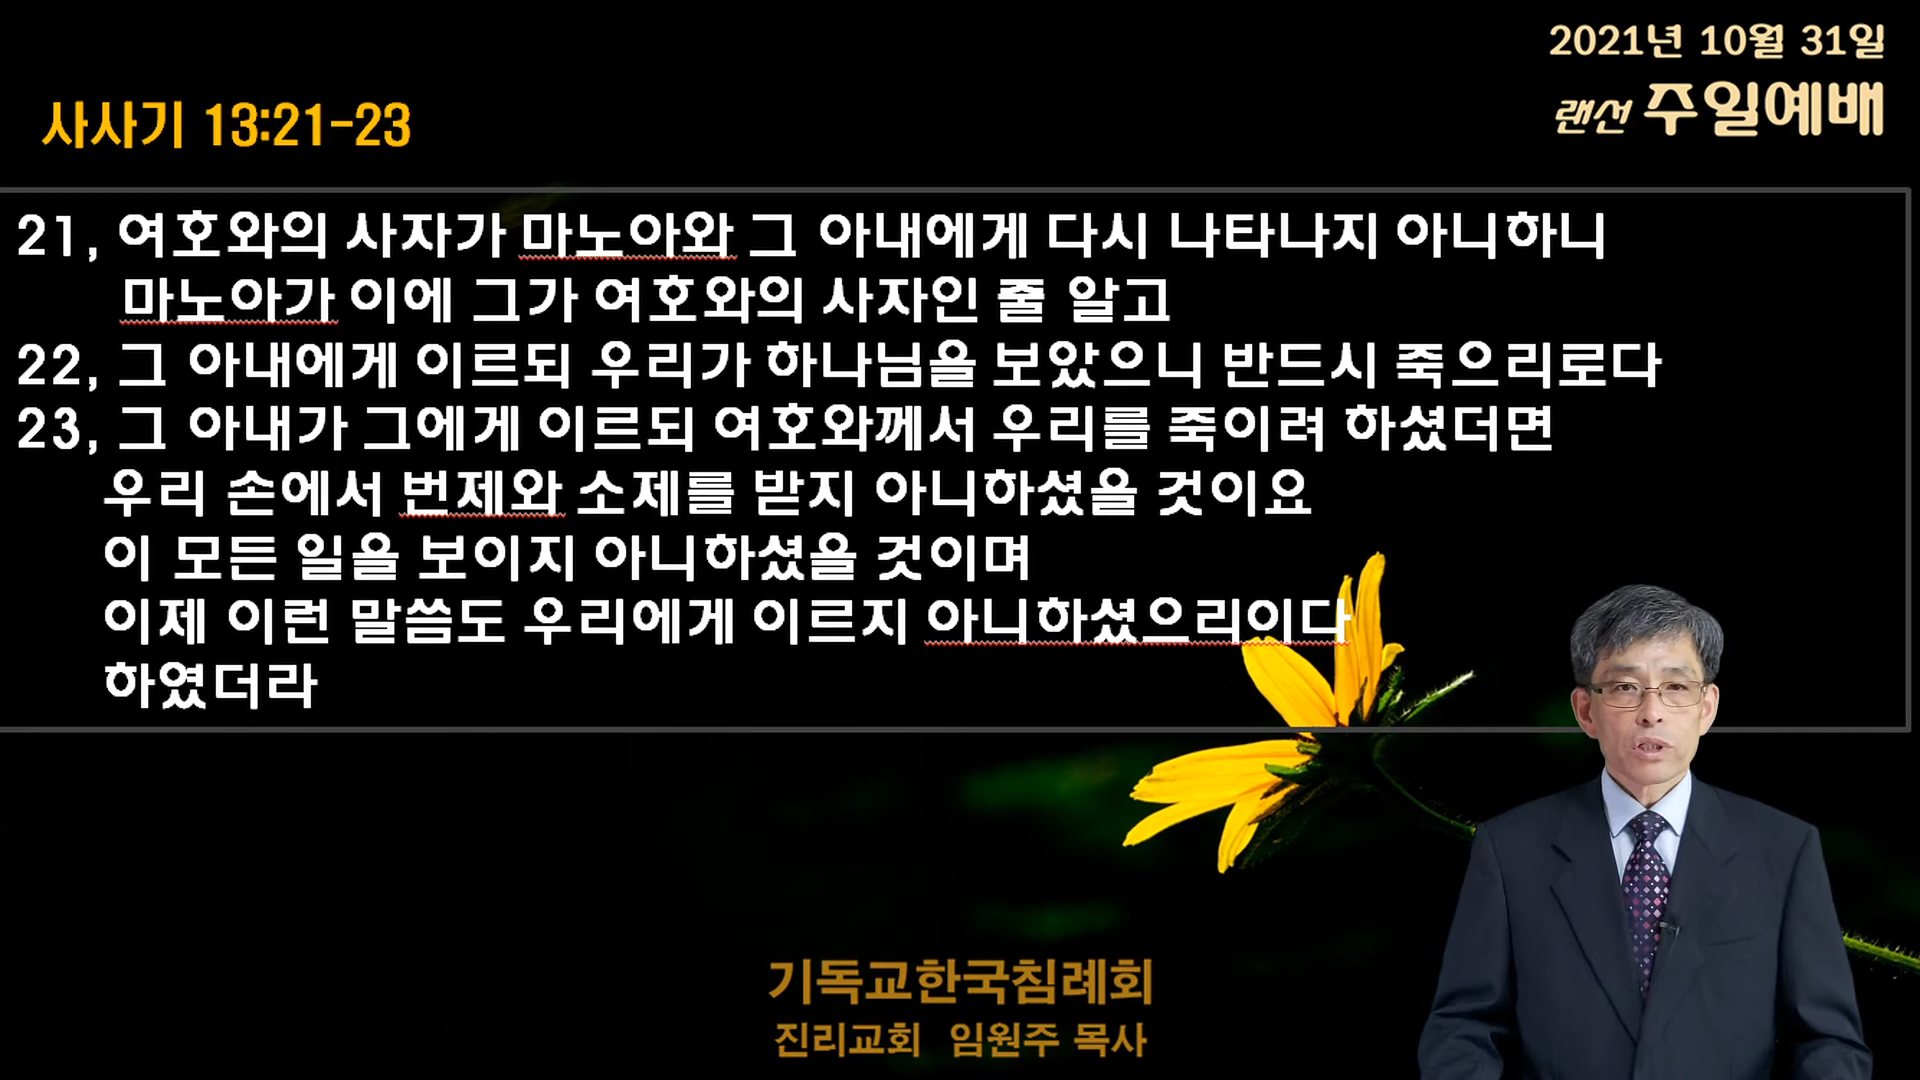 2021년 10월 31일
랜선 주일예배
사사기 13:21-23
21, 여호와의 사자가 마노아와 그 아내에게 다시 나타나지 아니하니
마노아가 이에 그가 여호와의 사자인 줄 알고
22, 그 아내에게 이르되 우리가 하나님을 보았으니 반드시 죽으리로다
23, 그 아내가 그에게 이르되 여호와께서 우리를 죽이려 하셨더면
우리 손에서 번제와 소제를 받지 아니하셨을 것이요
이 모든 일을 보이지 아니하셨을 것이며
이제 이런 말씀도 우리에게 이르지 아니하셨으리이다
하였더라
기독교한국침례회
진리교회 임원주 목사